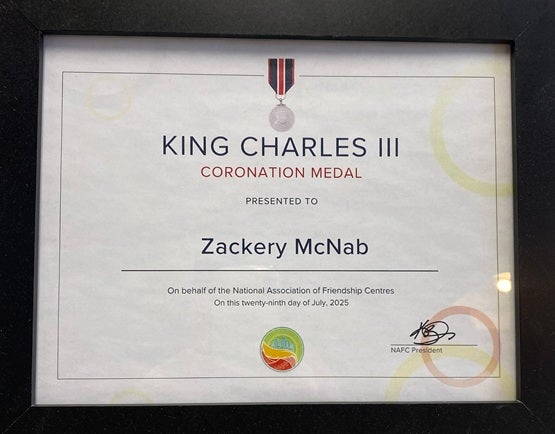 KING CHARLES III
CORONATION MEDAL
PRESENTED TO
Zackery McNab
On behalf of the National Association of Friendship Centres
On this twenty-ninth day of July, 2025
NAFC President